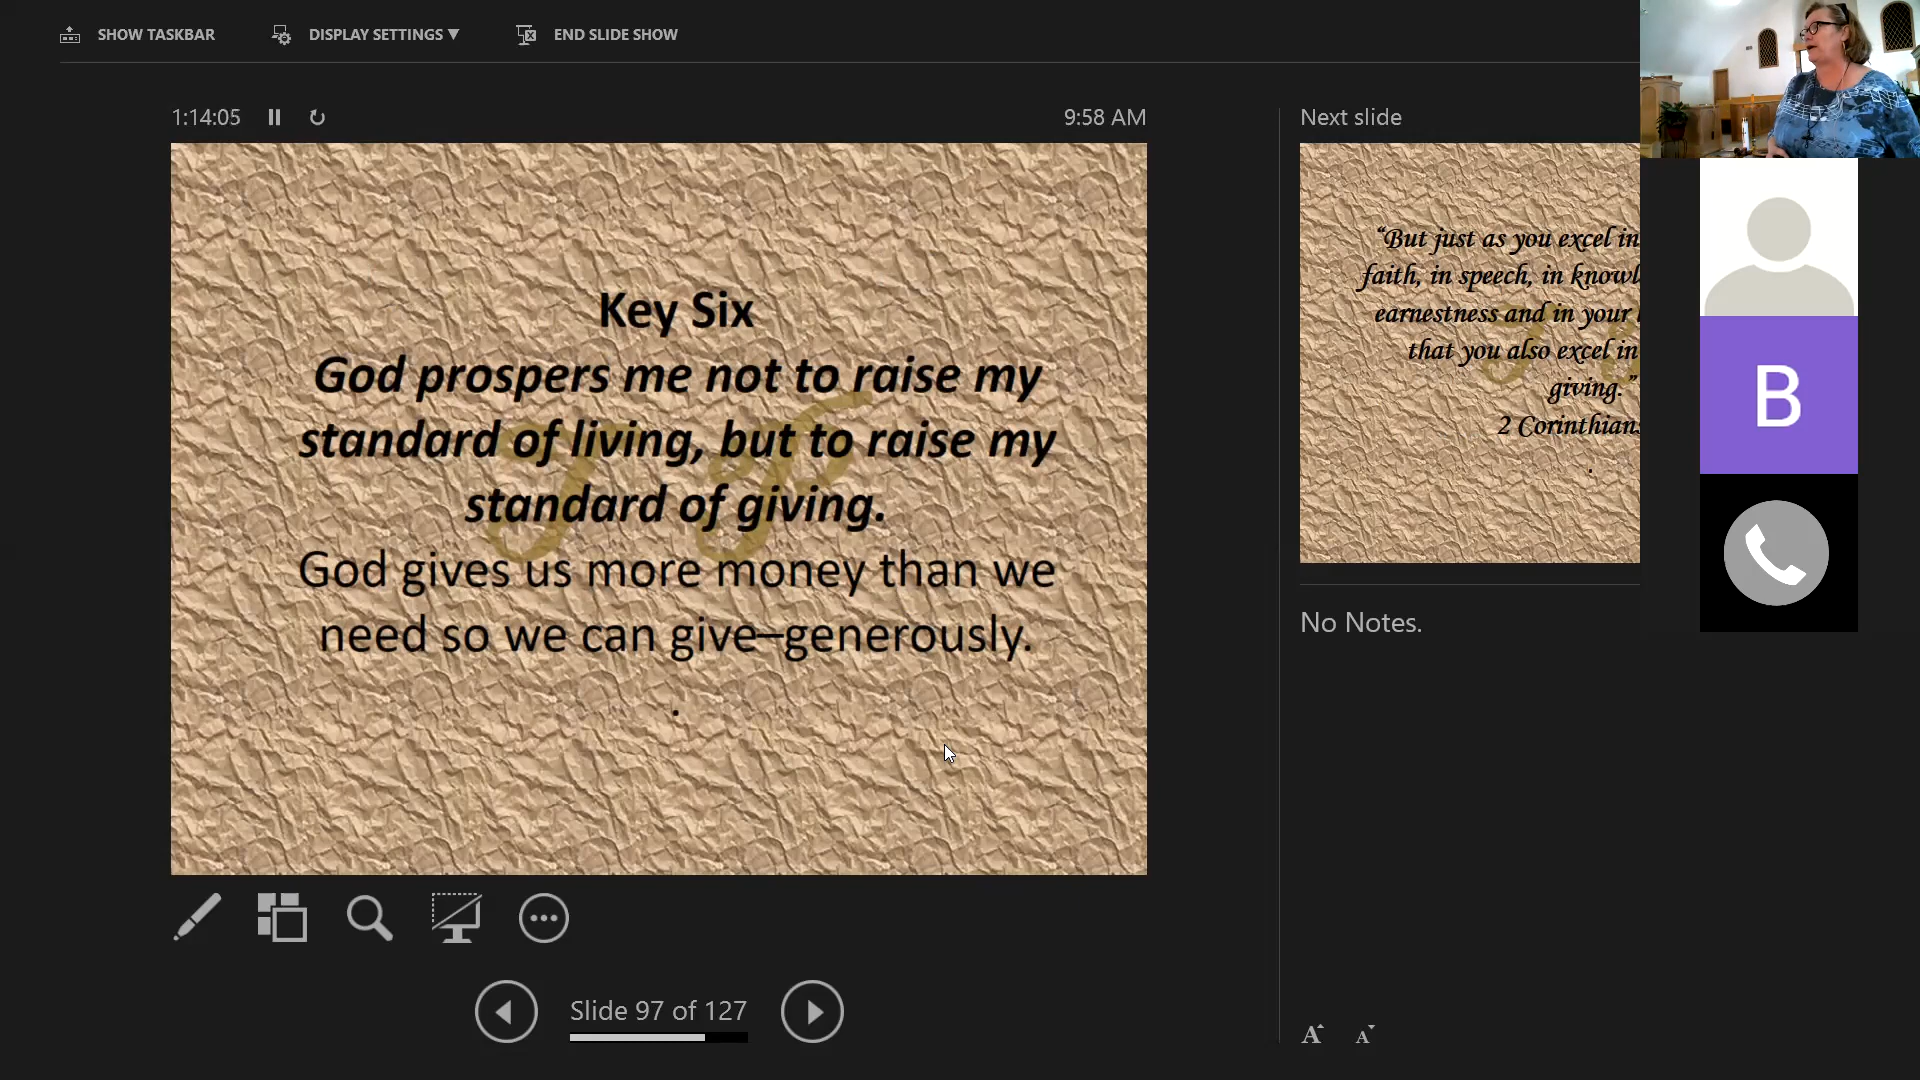 SHOW TASKBAR
DISPLAY SETTINGS ▼
END SLIDE SHOW
1:14:05
9:58 AM
Key Six
God prospers me not to raise my
standard of living, but to raise my
standard of giving.
God gives us more money than we
need so we can give–generously.
.
Slide 97 of 127
Next slide
“But just as you excel in
faith, in speech, in
earnestness and in your
that you also excel in
giving.”
2 Corinthians
.
No Notes.
A A
B